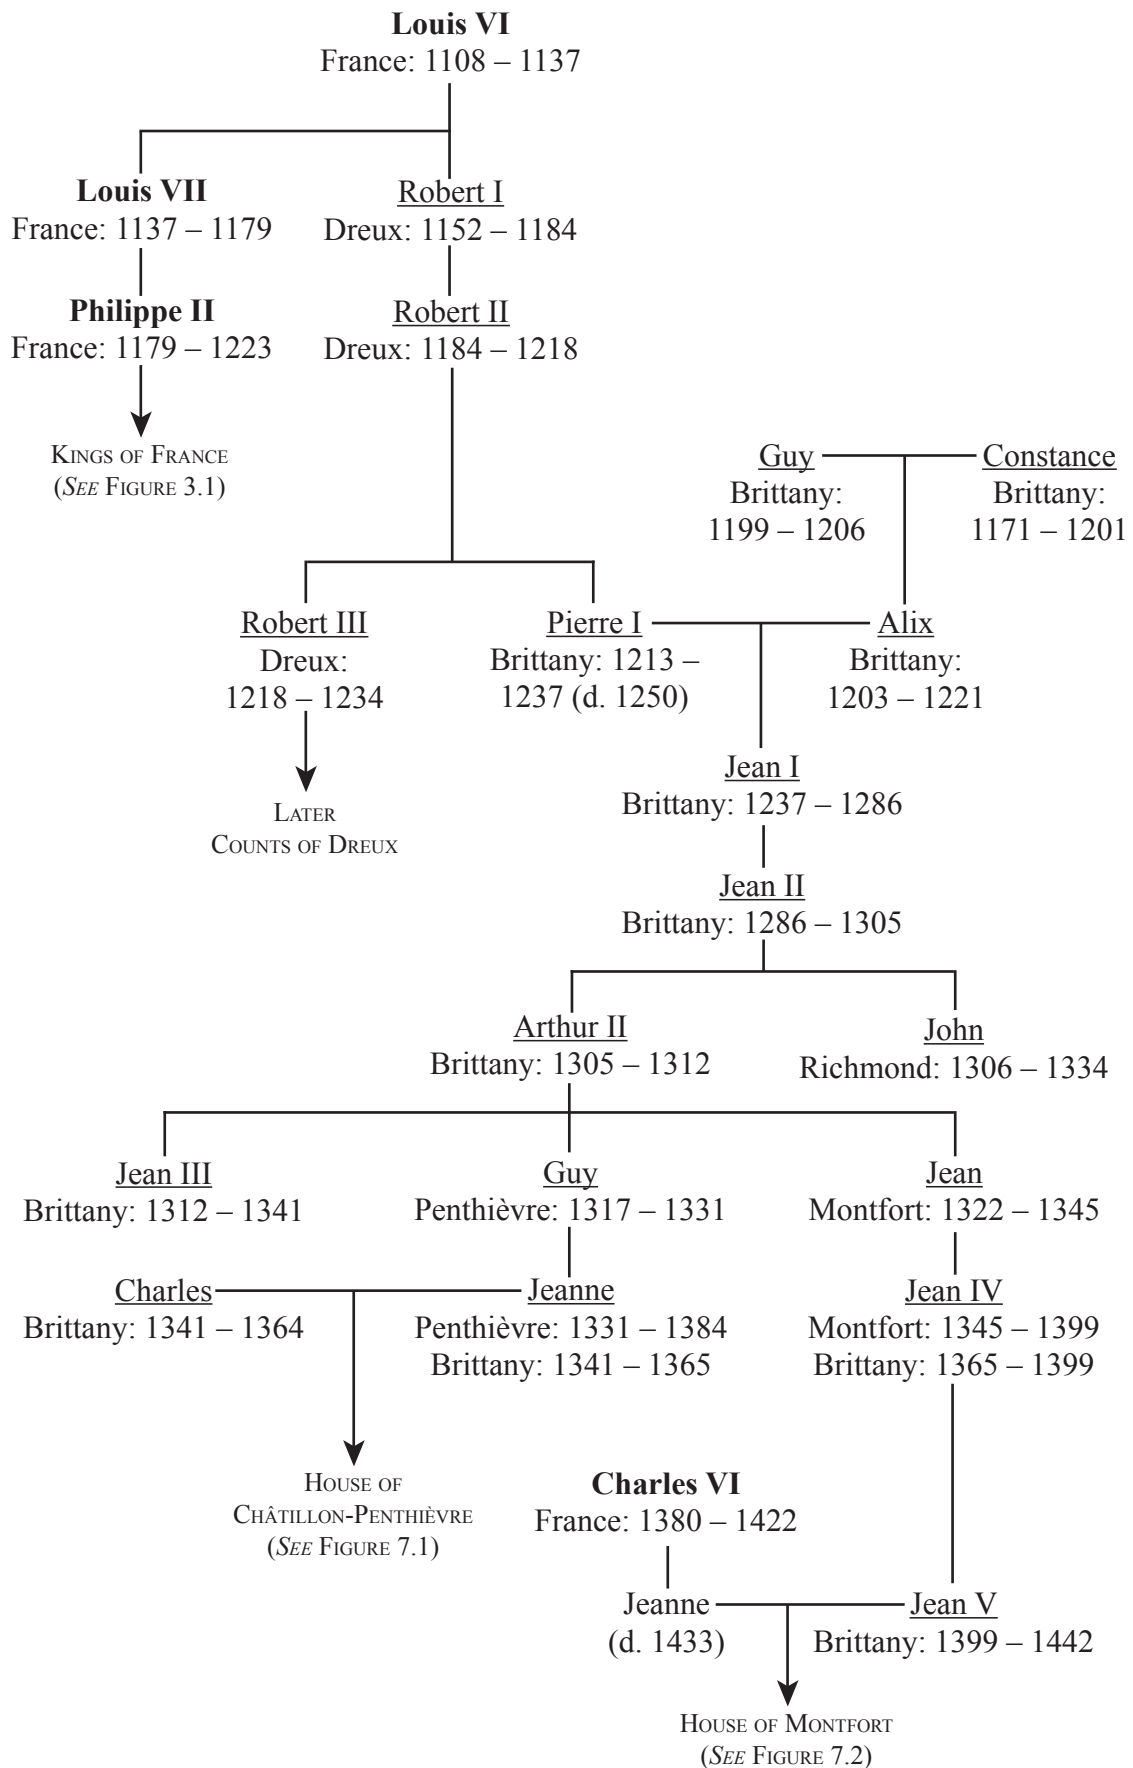 Louis VI
France: 1108 – 1137
Louis VII
France: 1137 – 1179
Robert I
Dreux: 1152 – 1184
Philippe II
France: 1179 – 1223
Robert II
Dreux: 1184 – 1218
Kings of France
(See Figure 3.1)
Guy
Brittany:
1199 – 1206
Constance
Brittany:
1171 – 1201
Robert III
Dreux:
1218 – 1234
Pierre I
Brittany: 1213 –
1237 (d. 1250)
Alix
Brittany:
1203 – 1221
Later
Counts of Dreux
Jean I
Brittany: 1237 – 1286
Jean II
Brittany: 1286 – 1305
Arthur II
Brittany: 1305 – 1312
John
Richmond: 1306 – 1334
Jean III
Brittany: 1312 – 1341
Guy
Penthièvre: 1317 – 1331
Jean
Montfort: 1322 – 1345
Charles
Brittany: 1341 – 1364
Jeanne
Penthièvre: 1331 – 1384
Brittany: 1341 – 1365
Jean IV
Montfort: 1345 – 1399
Brittany: 1365 – 1399
House of
Châtillon-Penthièvre
(See Figure 7.1)
Charles VI
France: 1380 – 1422
Jeanne
(d. 1433)
Jean V
Brittany: 1399 – 1442
House of Montfort
(See Figure 7.2)